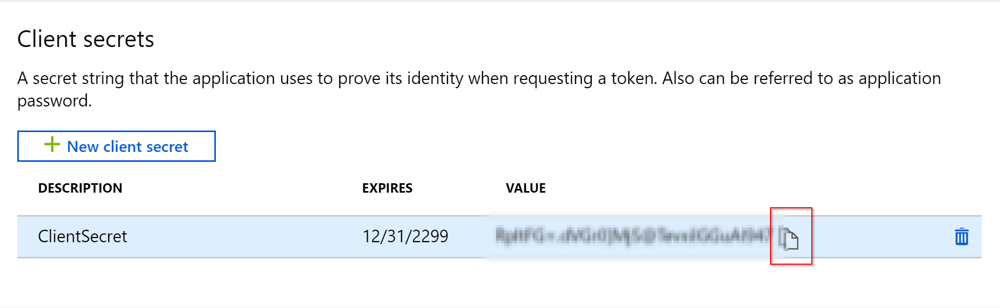 Client secrets
A secret string that the application uses to prove its identity when requesting a token. Also can be referred to as application
password.
New client secret
DESCRIPTION EXPIRES VALUE
ClientSecret 12/31/2299